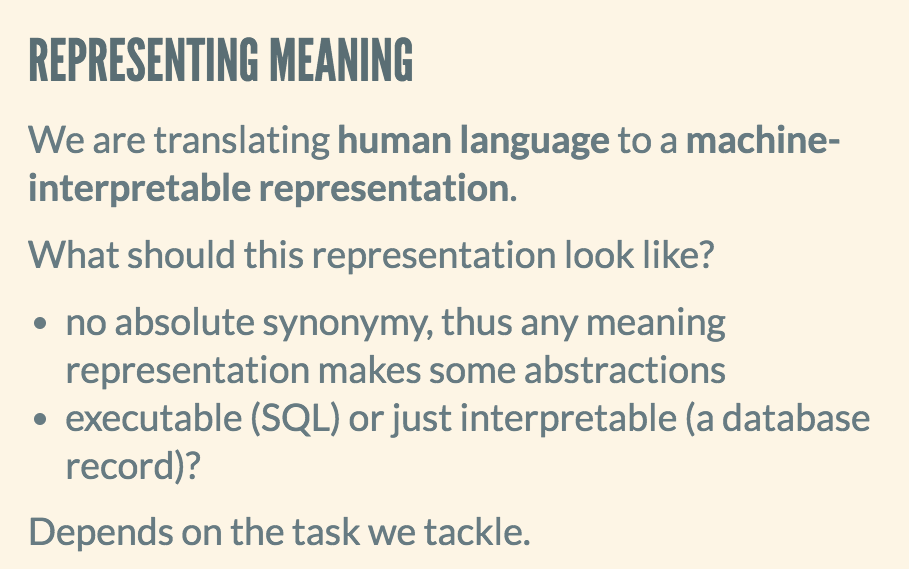 REPRESENTING MEANING
We are translating human language to a machine-
interpretable representation.
What should this representation look like?
• no absolute synonymy, thus any meaning
representation makes some abstractions
• executable (SQL) or just interpretable (a database
record)?
Depends on the task we tackle.